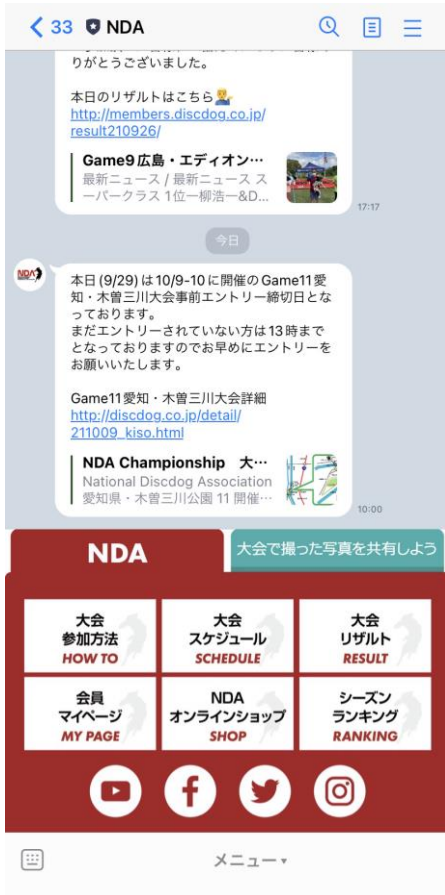 33 NDA
りがとうございました。
本日のリザルトはこちら
http://members.discdog.co.jp/
result210926/
Game9広島・エディオン…
最新ニュース / 最新ニュース ス
ーパークラス 1位一柳浩一&D...
17:17
今日
NDA
本日(9/29)は10/9-10に開催のGame11愛
知・木曽三川大会事前エントリー締切日とな
っております。
まだエントリーされていない方は13時まで
となっておりますのでお早めにエントリーを
お願いいたします。
Game11愛知・木曽三川大会詳細
http://discdog.co.jp/detail/
211009_kiso.html
NDA Championship 大…
National Discdog Association
愛知県・木曽三川公園 11 開催…
10:00
NDA
大会で撮った写真を共有しよう
大会
参加方法
HOW TO
大会
スケジュール
SCHEDULE
大会
リザルト
RESULT
会員
マイページ
MY PAGE
NDA
オンラインショップ
SHOP
シーズン
ランキング
RANKING
メニュー▾